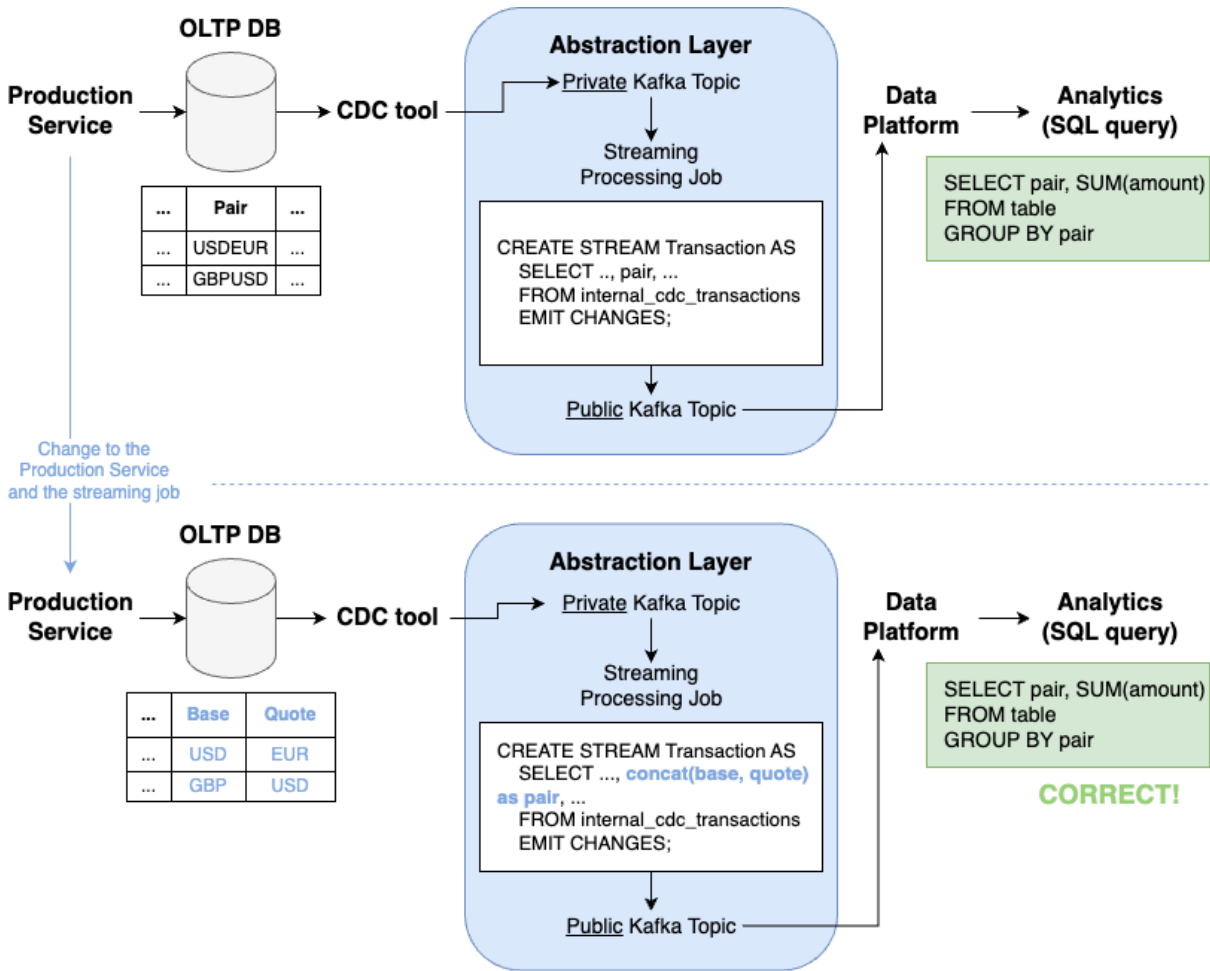 OLTP DB
Production
Service
CDC tool
... Pair ...
... USDEUR ...
... GBPUSD ...
Abstraction Layer
Private Kafka Topic
Streaming
Processing Job
CREATE STREAM Transaction AS
SELECT .., pair, ...
FROM internal_cdc_transactions
EMIT CHANGES;
Public Kafka Topic
Data
Platform
Analytics
(SQL query)
SELECT pair, SUM(amount)
FROM table
GROUP BY pair
Change to the
Production Service
and the streaming job
OLTP DB
Production
Service
CDC tool
... Base Quote
... USD EUR
... GBP USD
Abstraction Layer
Private Kafka Topic
Streaming
Processing Job
CREATE STREAM Transaction AS
SELECT ..., concat(base, quote)
as pair, ...
FROM internal_cdc_transactions
EMIT CHANGES;
Public Kafka Topic
Data
Platform
Analytics
(SQL query)
SELECT pair, SUM(amount)
FROM table
GROUP BY pair
CORRECT!